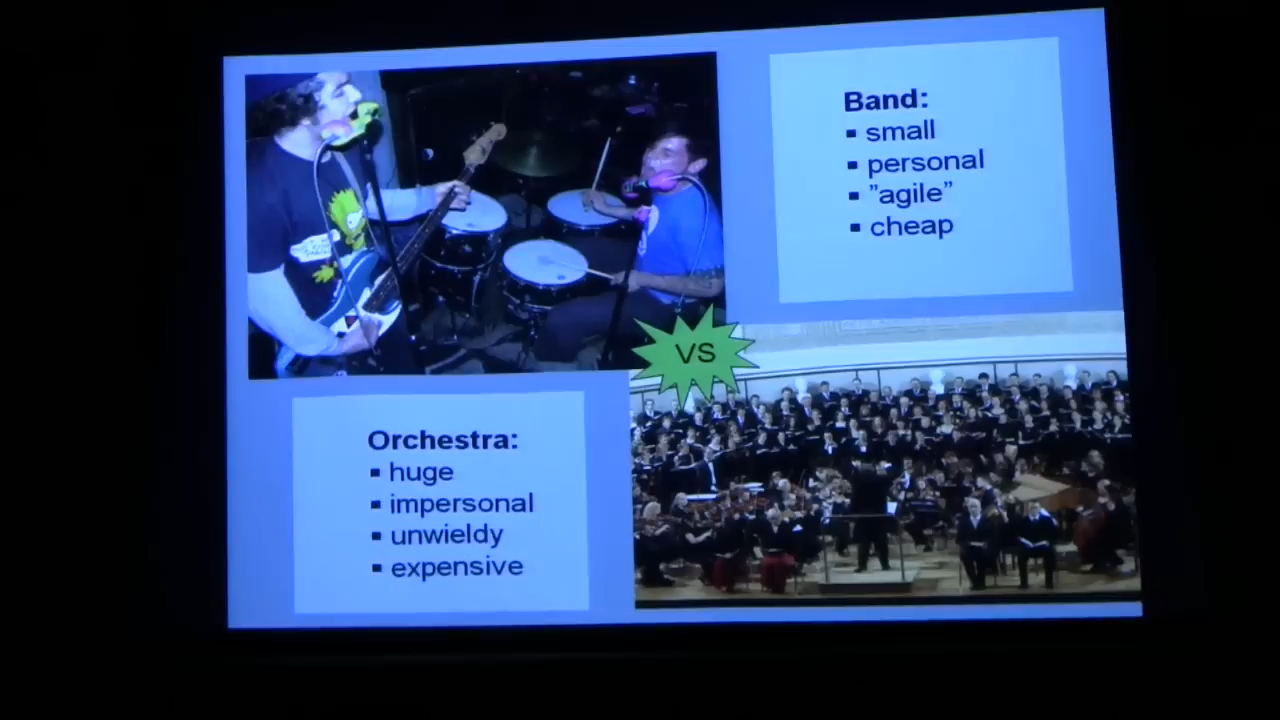 Band:
▪ small
▪ personal
▪ ”agile”
▪ cheap
VS
Orchestra:
▪ huge
▪ impersonal
▪ unwieldy
▪ expensive